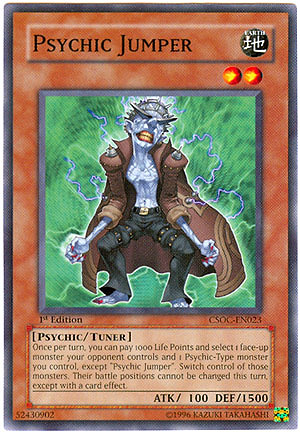 PSYCHIC JUMPER
EARTH
地
1st Edition
CSOC-EN023
[PSYCHIC/TUNER]
Once per turn, you can pay 1000 Life Points and select 1 face-up
monster your opponent controls and 1 Psychic-Type monster
you control, except "Psychic Jumper". Switch control of those
monsters. Their battle positions cannot be changed this turn,
except with a card effect.
ATK/ 100 DEF/1500
52430902
©1996 KAZUKI TAKAHASHI